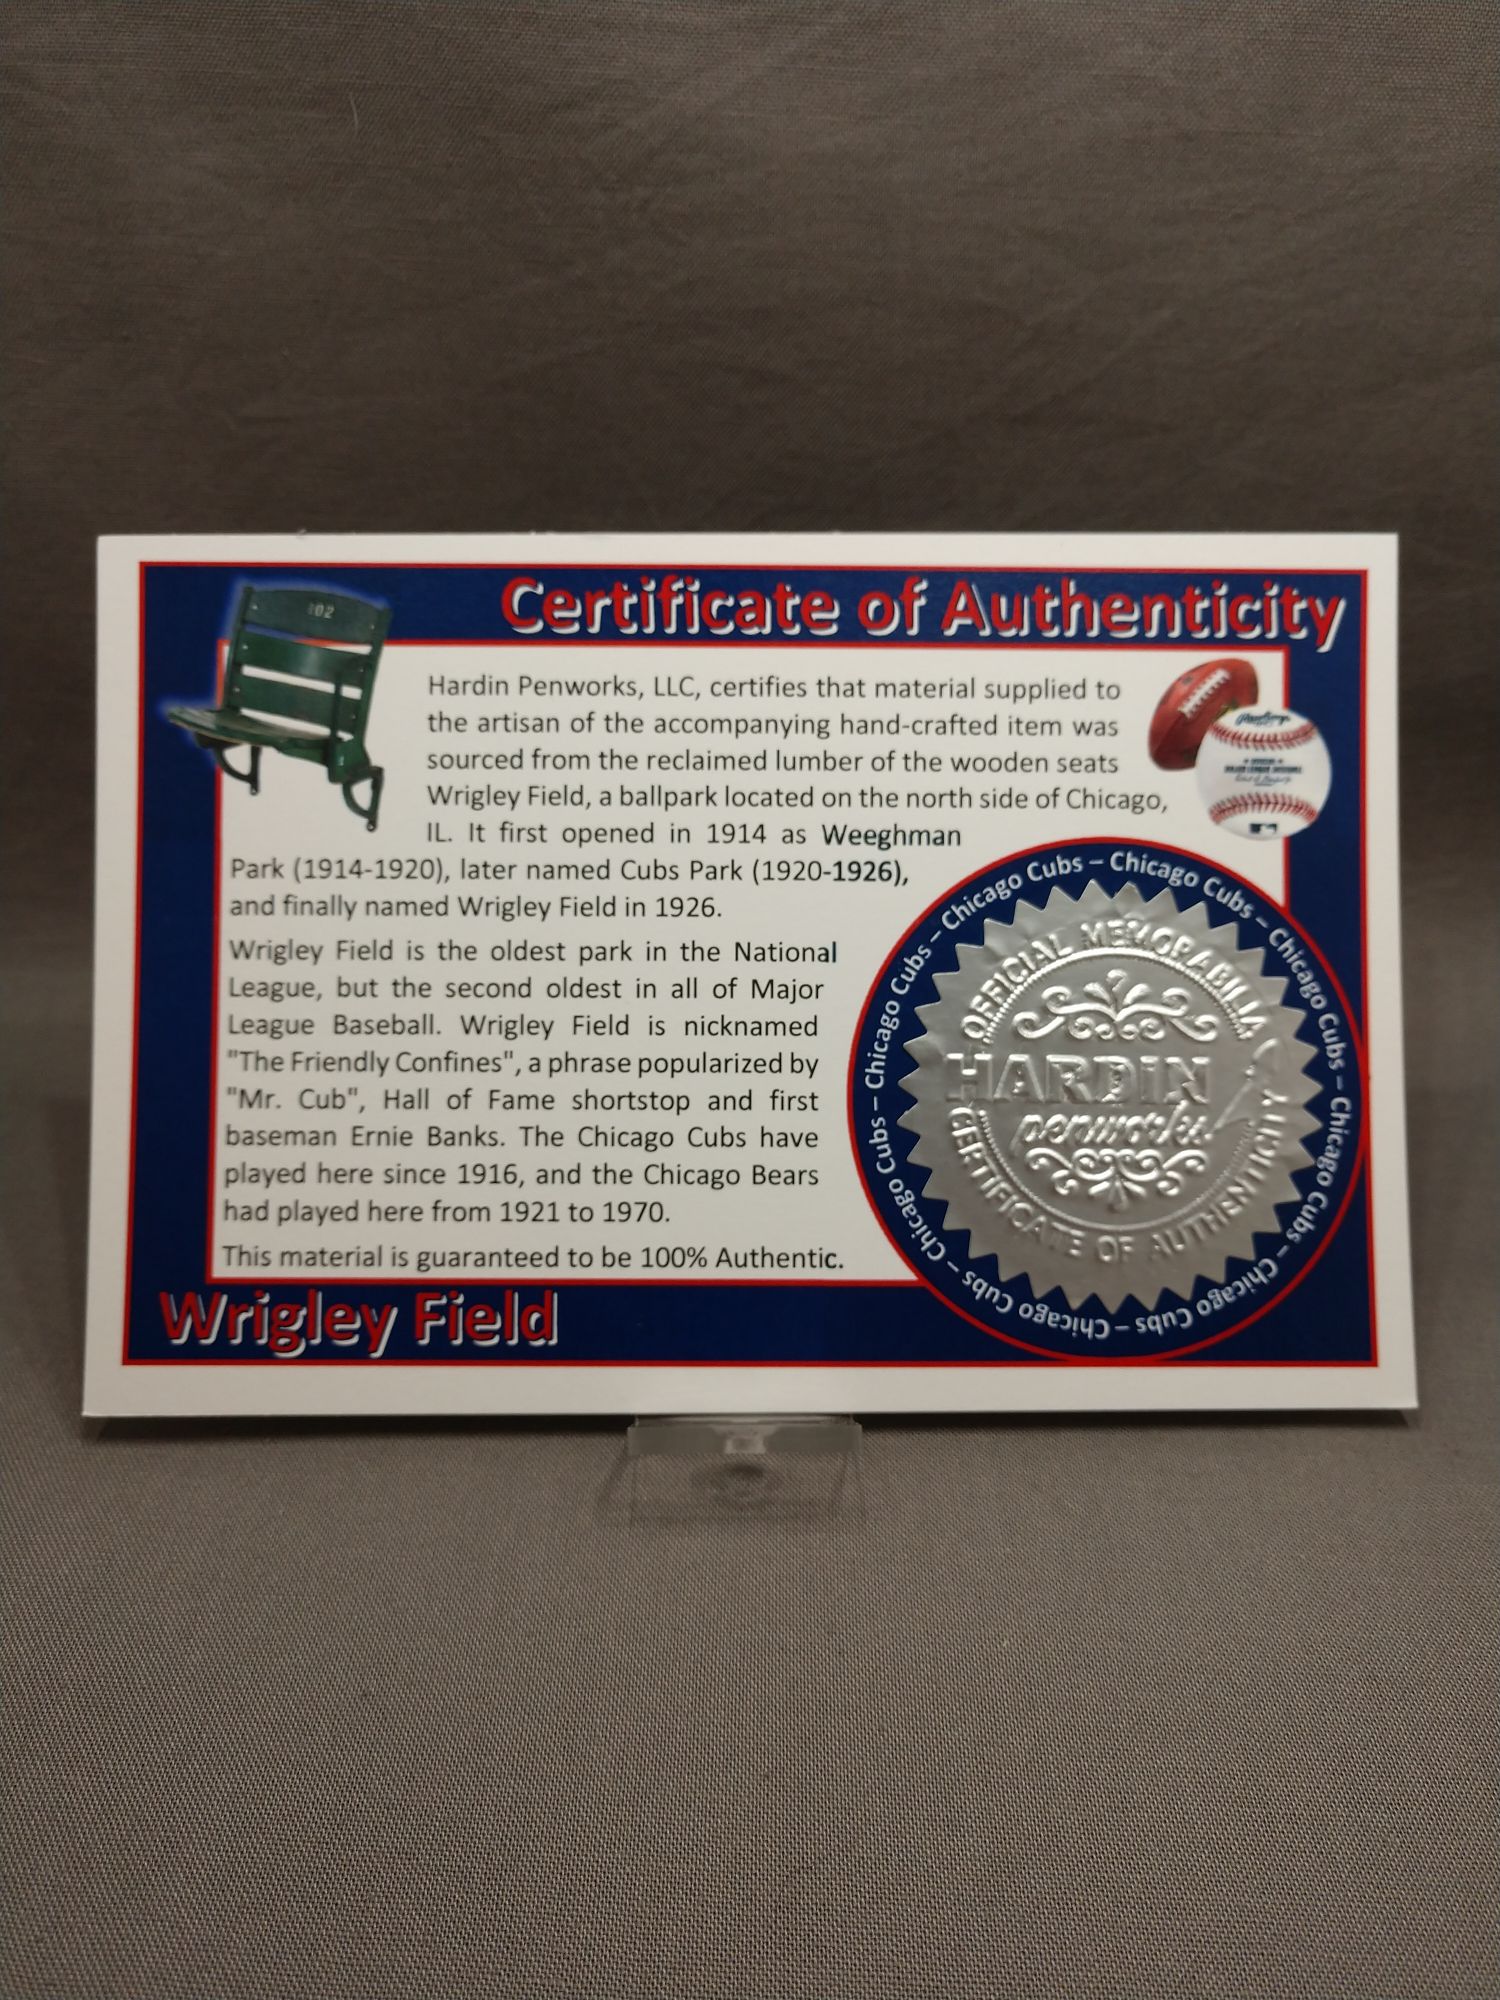 Certificate of Authenticity
102
Hardin Penworks, LLC, certifies that material supplied to
the artisan of the accompanying hand-crafted item was
sourced from the reclaimed lumber of the wooden seats
Wrigley Field, a ballpark located on the north side of Chicago,
IL. It first opened in 1914 as Weeghman
Park (1914-1920), later named Cubs Park (1920-1926),
and finally named Wrigley Field in 1926.
Wrigley Field is the oldest park in the National
League, but the second oldest in all of Major
League Baseball. Wrigley Field is nicknamed
"The Friendly Confines", a phrase popularized by
"Mr. Cub", Hall of Fame shortstop and first
baseman Ernie Banks. The Chicago Cubs have
played here since 1916, and the Chicago Bears
had played here from 1921 to 1970.
This material is guaranteed to be 100% Authentic.
Rawlings
Chicago Cubs – Chicago Cubs – Chicago Cubs – Chicago Cubs – Chicago Cubs – Chicago Cubs – Chicago Cubs – Chicago Cubs – Chicago Cubs – Chicago Cubs –
OFFICIAL MEMORABILIA
HARDIN
penworks
CERTIFICATE OF AUTHENTICITY
Wrigley Field